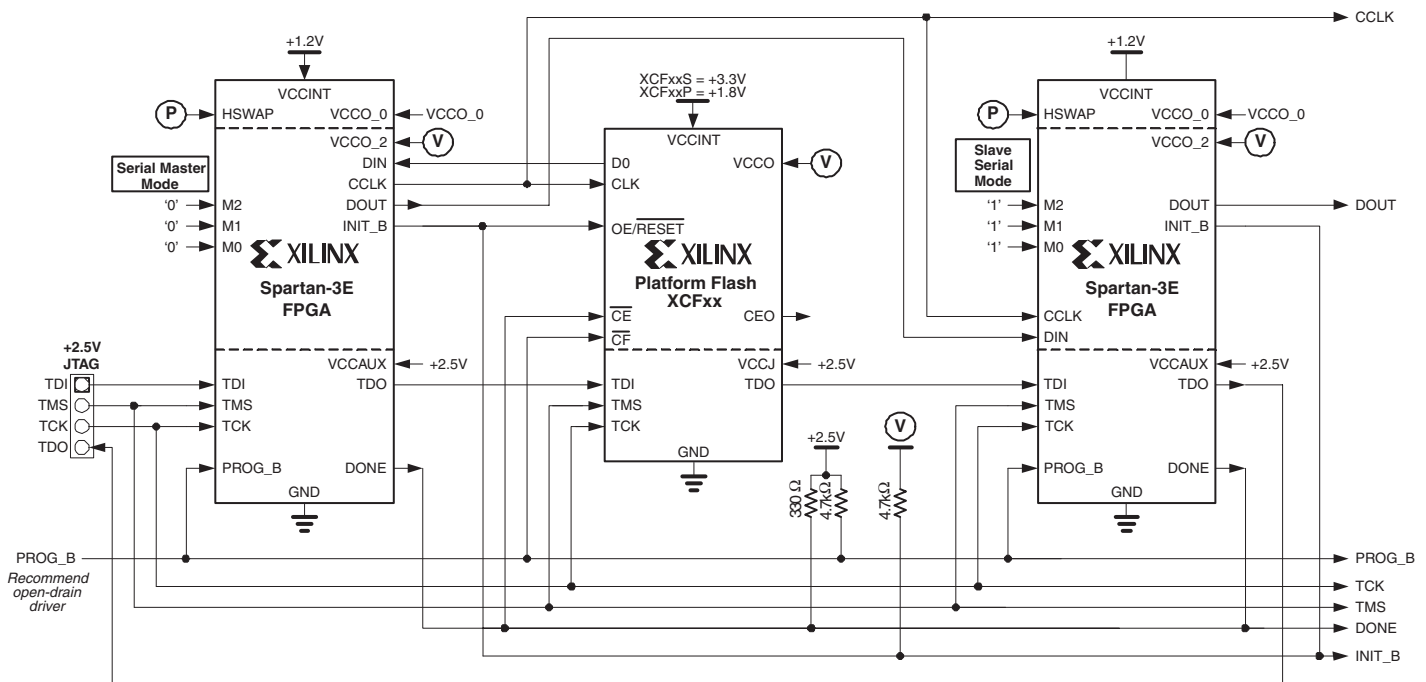 CCLK
+1.2V
VCCINT
P
HSWAP
VCCO_0
VCCO_0
VCCO_2
V
Serial Master
Mode
DIN
CCLK
DOUT
INIT_B
'0'
M2
'0'
M1
'0'
M0
XILINX
Spartan-3E
FPGA
VCCAUX
+2.5V
TDO
TDI
TMS
TCK
PROG_B
DONE
GND
+2.5V
JTAG
TDI
TMS
TCK
TDO
XCFxxS = +3.3V
XCFxxP = +1.8V
VCCINT
D0
VCCO
V
CLK
OE/RESET
XILINX
Platform Flash
XCFxx
CE
CEO
CF
VCCJ
+2.5V
TDI
TDO
TMS
TCK
GND
+2.5V
330 Ω
4.7kΩ
V
4.7kΩ
+1.2V
VCCINT
P
HSWAP
VCCO_0
VCCO_0
VCCO_2
V
Slave
Serial
Mode
'1'
M2
'1'
M1
'1'
M0
DOUT
DOUT
INIT_B
XILINX
Spartan-3E
FPGA
CCLK
DIN
VCCAUX
+2.5V
TDI
TDO
TMS
TCK
PROG_B
DONE
GND
PROG_B
Recommend
open-drain
driver
PROG_B
TCK
TMS
DONE
INIT_B